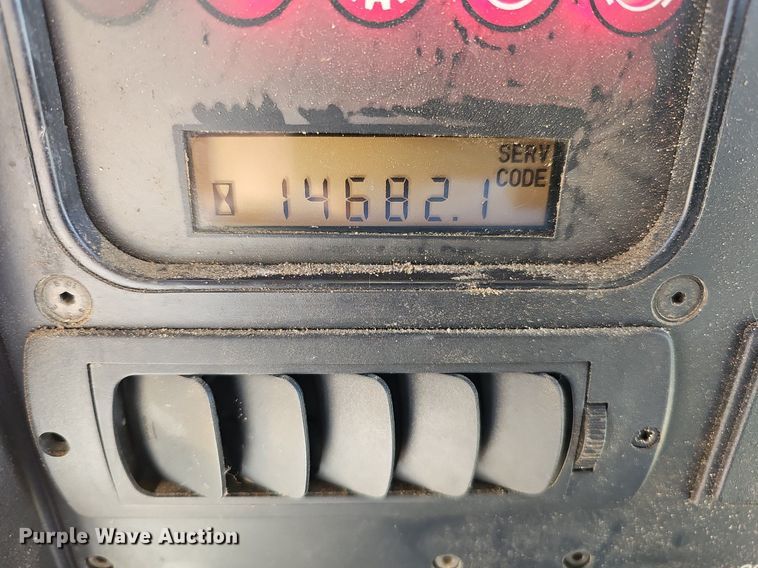 SERV
CODE
14682.1
Purple Wave Auction